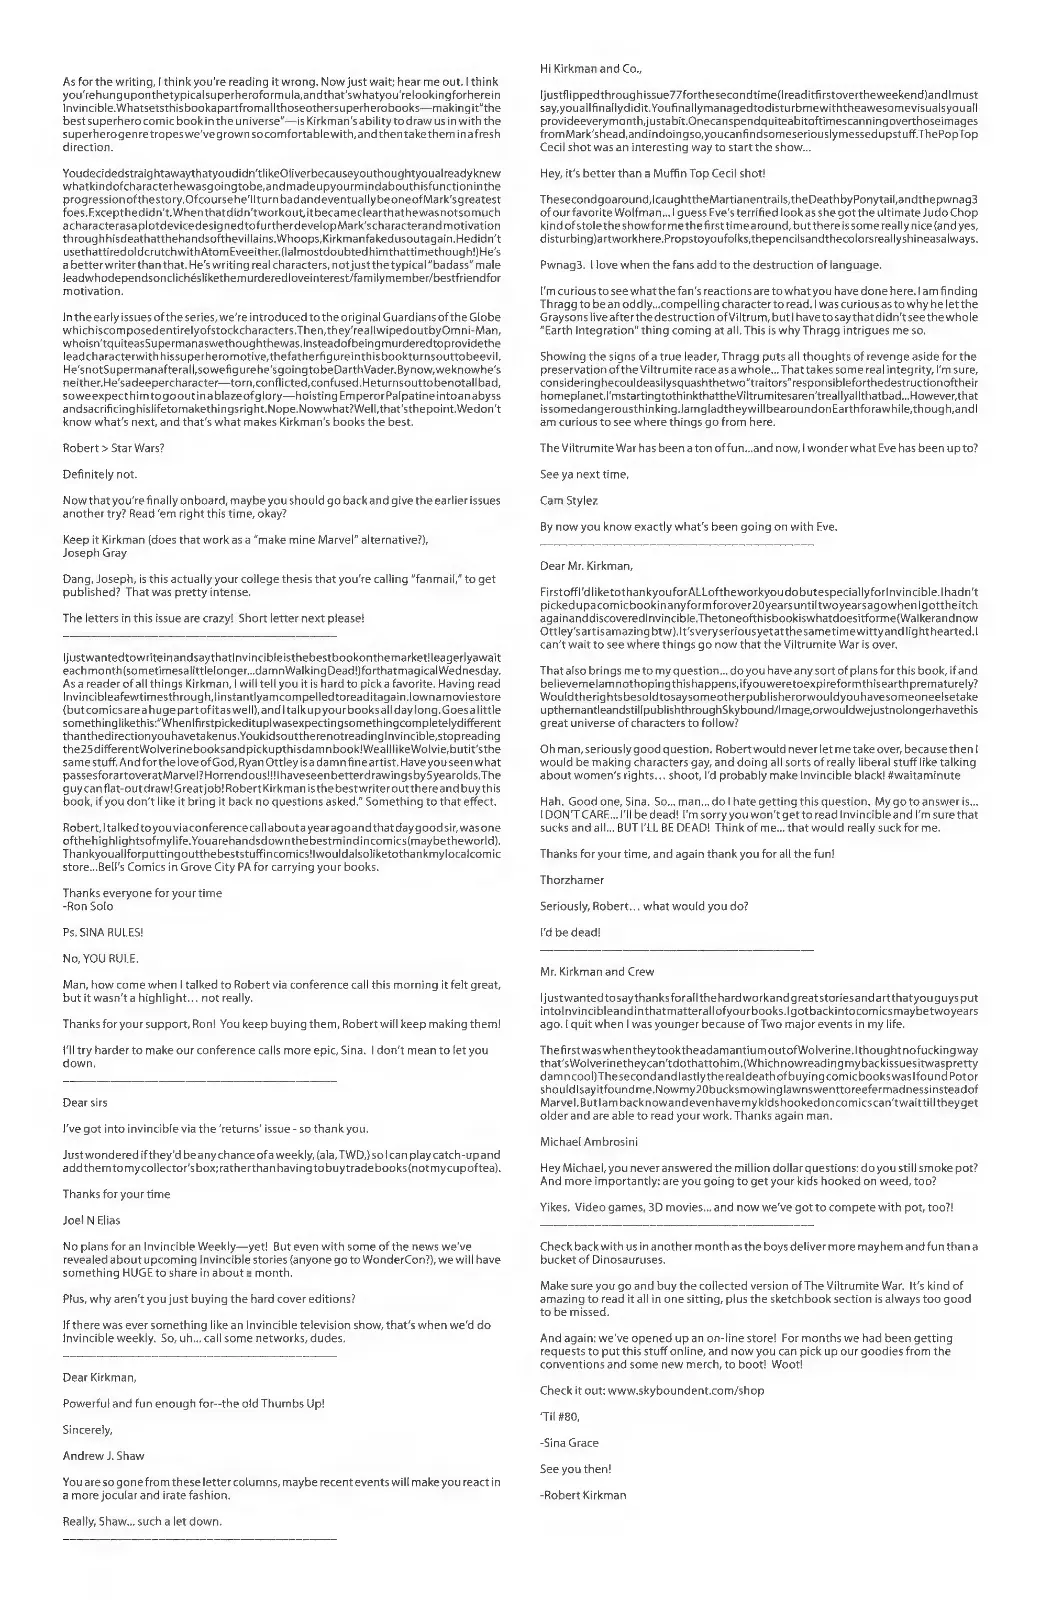 As for the writing, I think you're reading it wrong. Now just wait; hear me out. I think
you're hung up on the typical superhero formula, and that's what you're looking for here in
Invincible. What sets this book apart from all those other superhero books—making it "the
best superhero comic book in the universe"—is Kirkman's ability to draw us in with the
superhero genre tropes we've grown so comfortable with, and then take them in a fresh
direction.
You decided straight away that you didn't like Oliver because you thought you already knew
what kind of character he was going to be, and made up your mind about his function in the
progression of the story. Of course he'll turn bad and eventually be one of Mark's greatest
foes. Except he didn't. When that didn't work out, it became clear that he was not so much
a character as a plot device designed to further develop Mark's character and motivation
through his death at the hands of the villains. Whoops, Kirkman faked us out again. He didn't
use that tired old crutch with Atom Eve either. (I almost doubted him that time though!) He's
a better writer than that. He's writing real characters, not just the typical "badass" male
lead who depends on clichés like the murdered love interest/family member/best friend for
motivation.
In the early issues of the series, we're introduced to the original Guardians of the Globe
which is composed entirely of stock characters. Then, they're all wiped out by Omni-Man,
who isn't quite as Superman as we thought he was. Instead of being murdered to provide the
lead character with his superhero motive, the father figure in this book turns out to be evil.
He's not Superman after all, so we figure he's going to be Darth Vader. By now, we know he's
neither. He's a deeper character—torn, conflicted, confused. He turns out to be not all bad,
so we expect him to go out in a blaze of glory—hoisting Emperor Palpatine into an abyss
and sacrificing his life to make things right. Nope. Now what? Well, that's the point. We don't
know what's next, and that's what makes Kirkman's books the best.
Robert > Star Wars?
Definitely not.
Now that you're finally onboard, maybe you should go back and give the earlier issues
another try? Read 'em right this time, okay?
Keep it Kirkman (does that work as a "make mine Marvel" alternative?),
Joseph Gray
Dang, Joseph, is this actually your college thesis that you're calling "fanmail," to get
published? That was pretty intense.
The letters in this issue are crazy! Short letter next please!
I just wanted to write in and say that Invincible is the best book on the market! I eagerly await
each month (sometimes a little longer...damn Walking Dead!) for that magical Wednesday.
As a reader of all things Kirkman, I will tell you it is hard to pick a favorite. Having read
Invincible a few times through, I instantly am compelled to read it again. I own a movie store
(but comics are a huge part of it as well), and I talk up your books all day long. Goes a little
something like this: "When I first picked it up I was expecting something completely different
than the direction you have taken us. You kids out there not reading Invincible, stop reading
the 25 different Wolverine books and pick up this damn book! We all like Wolvie, but it's the
same stuff. And for the love of God, Ryan Ottley is a damn fine artist. Have you seen what
passes for art over at Marvel? Horrendous!!! I have seen better drawings by 5 year olds. The
guy can flat-out draw! Great job! Robert Kirkman is the best writer out there and buy this
book, if you don't like it bring it back no questions asked." Something to that effect.
Robert, I talked to you via conference call about a year ago and that day good sir, was one
of the highlights of my life. You are hands down the best mind in comics (maybe the world).
Thank you all for putting out the best stuff in comics! I would also like to thank my local comic
store...Bell's Comics in Grove City PA for carrying your books.
Thanks everyone for your time
-Ron Solo
Ps. SINA RULES!
No, YOU RULE.
Man, how come when I talked to Robert via conference call this morning it felt great,
but it wasn't a highlight... not really.
Thanks for your support, Ron! You keep buying them, Robert will keep making them!
I'll try harder to make our conference calls more epic, Sina. I don't mean to let you
down.
Dear sirs
I've got into invincible via the 'returns' issue - so thank you.
Just wondered if they'd be any chance of a weekly, (ala, TWD,) so I can play catch-up and
add them to my collector's box; rather than having to buy trade books (not my cup of tea).
Thanks for your time
Joel N Elias
No plans for an Invincible Weekly—yet! But even with some of the news we've
revealed about upcoming Invincible stories (anyone go to WonderCon?), we will have
something HUGE to share in about a month.
Plus, why aren't you just buying the hard cover editions?
If there was ever something like an Invincible television show, that's when we'd do
Invincible weekly. So, uh... call some networks, dudes.
Dear Kirkman,
Powerful and fun enough for--the old Thumbs Up!
Sincerely,
Andrew J. Shaw
You are so gone from these letter columns, maybe recent events will make you react in
a more jocular and irate fashion.
Really, Shaw... such a let down.
Hi Kirkman and Co.,
I just flipped through issue 77 for the second time (I read it first over the weekend) and I must
say, you all finally did it. You finally managed to disturb me with the awesome visuals you all
provide every month, just a bit. One can spend quite a bit of time scanning over those images
from Mark's head, and in doing so, you can find some seriously messed up stuff. The Pop Top
Cecil shot was an interesting way to start the show...
Hey, it's better than a Muffin Top Cecil shot!
The second go around, I caught the Martian entrails, the Death by Ponytail, and the pwnag3
of our favorite Wolfman... I guess Eve's terrified look as she got the ultimate Judo Chop
kind of stole the show for me the first time around, but there is some really nice (and yes,
disturbing) artwork here. Props to you folks, the pencils and the colors really shine as always.
Pwnag3. I love when the fans add to the destruction of language.
I'm curious to see what the fan's reactions are to what you have done here. I am finding
Thragg to be an oddly...compelling character to read. I was curious as to why he let the
Graysons live after the destruction of Viltrum, but I have to say that didn't see the whole
"Earth Integration" thing coming at all. This is why Thragg intrigues me so.
Showing the signs of a true leader, Thragg puts all thoughts of revenge aside for the
preservation of the Viltrumite race as a whole... That takes some real integrity, I'm sure,
considering he could easily squash the two "traitors" responsible for the destruction of their
home planet. I'm starting to think that the Viltrumites aren't really all that bad... However, that
is some dangerous thinking. I am glad they will be around on Earth for a while, though, and I
am curious to see where things go from here.
The Viltrumite War has been a ton of fun...and now, I wonder what Eve has been up to?
See ya next time,
Cam Stylez
By now you know exactly what's been going on with Eve.
Dear Mr. Kirkman,
First off I'd like to thank you for ALL of the work you do but especially for Invincible. I hadn't
picked up a comic book in any form for over 20 years until two years ago when I got the itch
again and discovered Invincible. The tone of this book is what does it for me (Walker and now
Ottley's art is amazing btw). It's very serious yet at the same time witty and light hearted. I
can't wait to see where things go now that the Viltrumite War is over.
That also brings me to my question... do you have any sort of plans for this book, if and
believe me I am not hoping this happens, if you were to expire from this earth prematurely?
Would the rights be sold to say some other publisher or would you have someone else take
up the mantle and still publish through Skybound/Image, or would we just no longer have this
great universe of characters to follow?
Oh man, seriously good question. Robert would never let me take over, because then I
would be making characters gay, and doing all sorts of really liberal stuff like talking
about women's rights... shoot, I'd probably make Invincible black! #waitaminute
Hah. Good one, Sina. So... man... do I hate getting this question. My go to answer is...
I DON'T CARE... I'll be dead! I'm sorry you won't get to read Invincible and I'm sure that
sucks and all... BUT I'LL BE DEAD! Think of me... that would really suck for me.
Thanks for your time, and again thank you for all the fun!
Thorzhamer
Seriously, Robert... what would you do?
I'd be dead!
Mr. Kirkman and Crew
I just wanted to say thanks for all the hard work and great stories and art that you guys put
into Invincible and in that matter all of your books. I got back into comics maybe two years
ago. I quit when I was younger because of Two major events in my life.
The first was when they took the adamantium out of Wolverine. I thought no fucking way
that's Wolverine they can't do that to him. (Which now reading my back issues it was pretty
damn cool) The second and lastly the real death of buying comic books was I found Pot or
should I say it found me. Now my 20 bucks mowing lawns went to reefer madness instead of
Marvel. But I am back now and even have my kids hooked on comics can't wait till they get
older and are able to read your work. Thanks again man.
Michael Ambrosini
Hey Michael, you never answered the million dollar questions: do you still smoke pot?
And more importantly: are you going to get your kids hooked on weed, too?
Yikes. Video games, 3D movies... and now we've got to compete with pot, too?!
Check back with us in another month as the boys deliver more mayhem and fun than a
bucket of Dinosauruses.
Make sure you go and buy the collected version of The Viltrumite War. It's kind of
amazing to read it all in one sitting, plus the sketchbook section is always too good
to be missed.
And again: we've opened up an on-line store! For months we had been getting
requests to put this stuff online, and now you can pick up our goodies from the
conventions and some new merch, to boot! Woot!
Check it out: www.skyboundent.com/shop
'Til #80,
-Sina Grace
See you then!
-Robert Kirkman